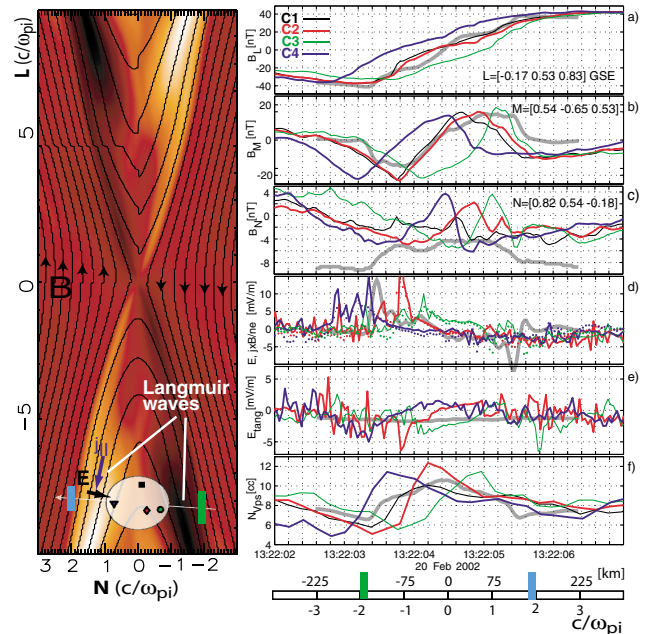 L (c/ωpi)
5
0
-5
B
Langmuir
waves
E
3 2 1 0 -1 -2
N (c/ωpi)
C1
C2
C3
C4
a)
BL [nT]
40
20
0
-20
-40
L=[-0.17 0.53 0.83] GSE
b)
BM [nT]
20
0
-20
M=[0.54 -0.65 0.53]
c)
BN [nT]
4
0
-4
-8
N=[0.82 0.54 -0.18]
d)
E, jxB/ne [mV/m]
10
5
0
-5
e)
Etang [mV/m]
5
0
-5
f)
NVps [cc]
12
10
8
6
4
13:22:02 13:22:03 13:22:04 13:22:05 13:22:06
20 Feb 2002
-225 -75 0 75 225 [km]
-3 -2 -1 0 1 2 3
c/ωpi